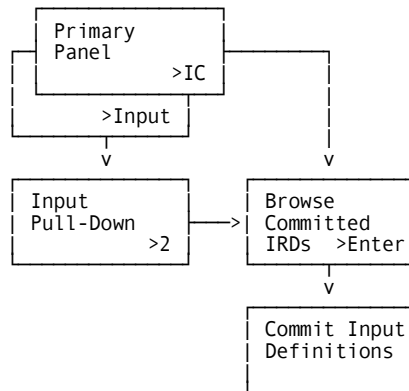 Primary
Panel
>IC
>Input
Input
Pull-Down
>2
Browse
Committed
IRDs >Enter
Commit Input
Definitions